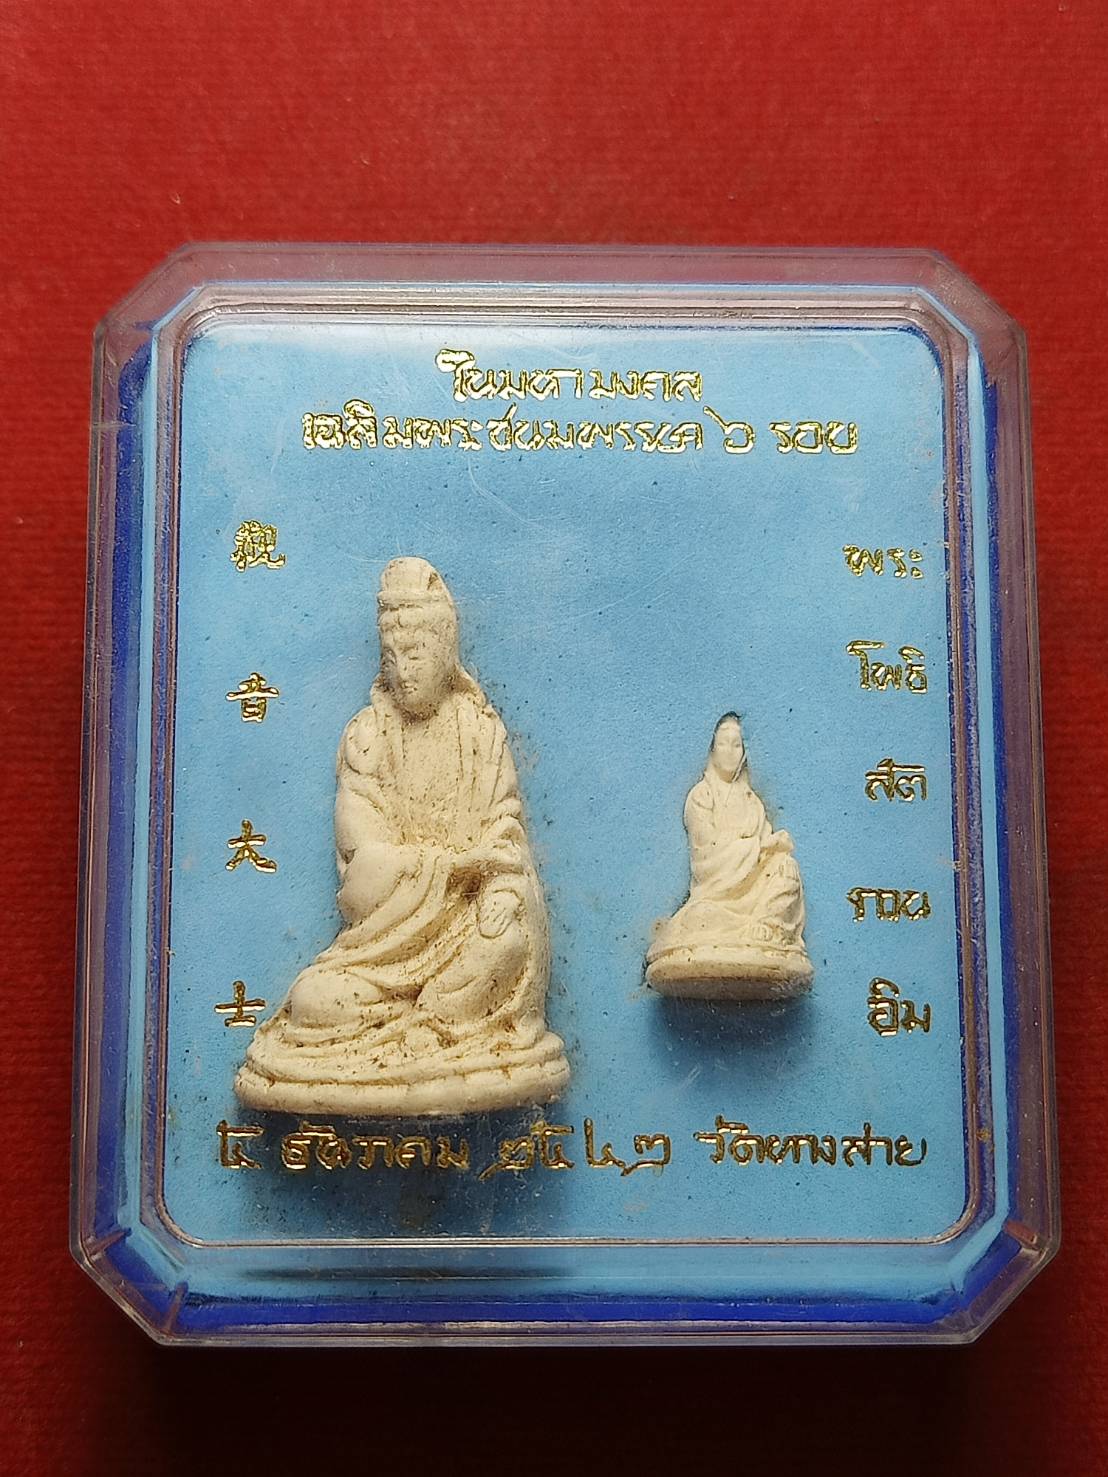 ในมหามงคล
เฉลิมพระชนมพรรษา ๖ รอบ
觀
音
大
士
พระ
โพธิ
สัต
กวน
อิม
๕ ธันวาคม ๒๕๔๒ วัดยางสาย